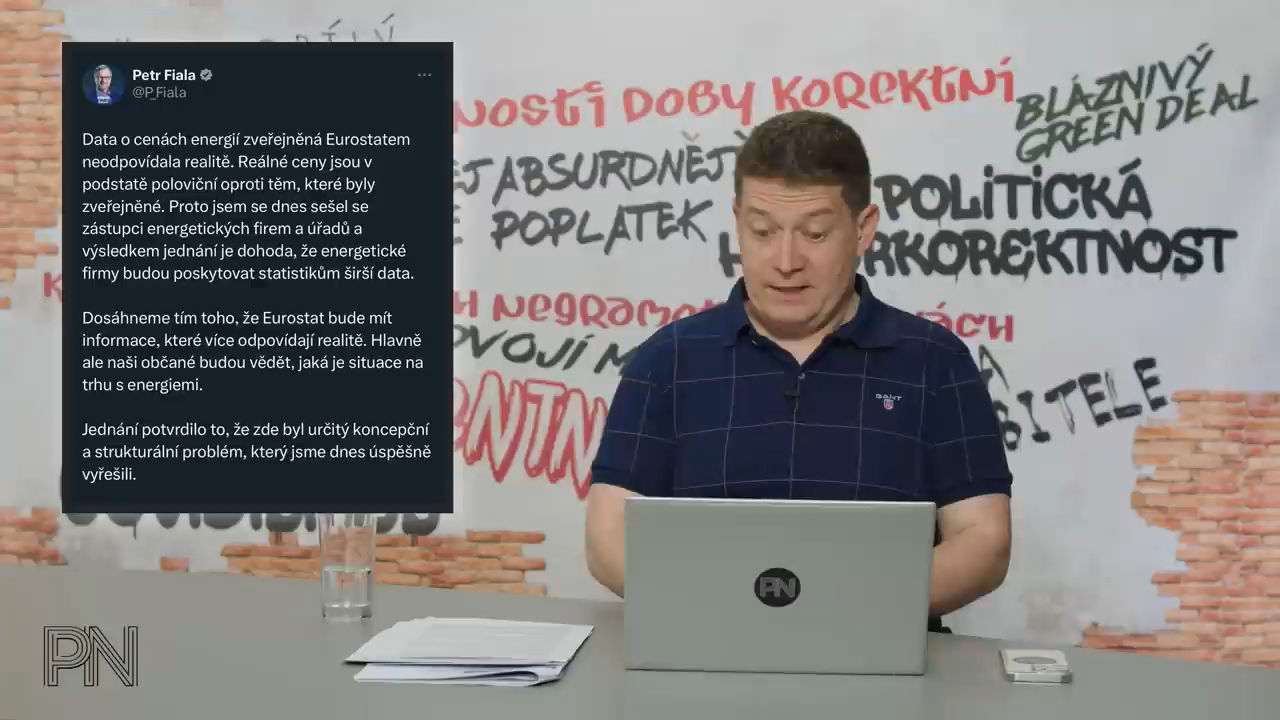 Petr Fiala
@P_Fiala
Data o cenách energií zveřejněná Eurostatem
neodpovídala realitě. Reálné ceny jsou v
podstatě poloviční oproti těm, které byly
zveřejněné. Proto jsem se dnes sešel se
zástupci energetických firem a úřadů a
výsledkem jednání je dohoda, že energetické
firmy budou poskytovat statistikům širší data.
Dosáhneme tím toho, že Eurostat bude mít
informace, které více odpovídají realitě. Hlavně
ale naši občané budou vědět, jaká je situace na
trhu s energiemi.
Jednání potvrdilo to, že zde byl určitý koncepční
a strukturální problém, který jsme dnes úspěšně
vyřešili.
DOBY KOREKTNÍ
BLÁZNIVÝ
GREEN DEAL
ABSURDNĚJ
POPLATEK
POLITICKÁ
RKOREKTNOST
GANT
PN
PN